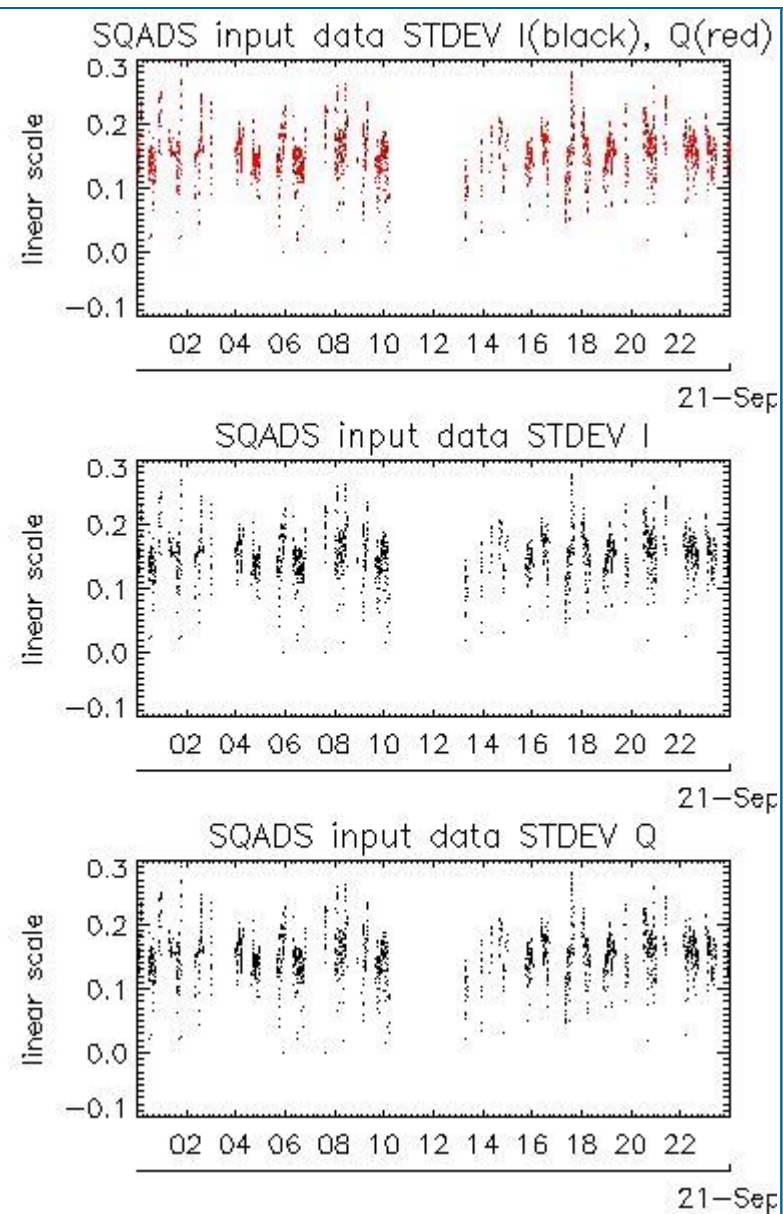 SQADS input data STDEV I(black), Q(red)
0.3
0.2
0.1
0.0
−0.1
linear scale
02 04 06 08 10 12 14 16 18 20 22
21−Sep
SQADS input data STDEV I
0.3
0.2
0.1
0.0
−0.1
linear scale
02 04 06 08 10 12 14 16 18 20 22
21−Sep
SQADS input data STDEV Q
0.3
0.2
0.1
0.0
−0.1
linear scale
02 04 06 08 10 12 14 16 18 20 22
21−Sep